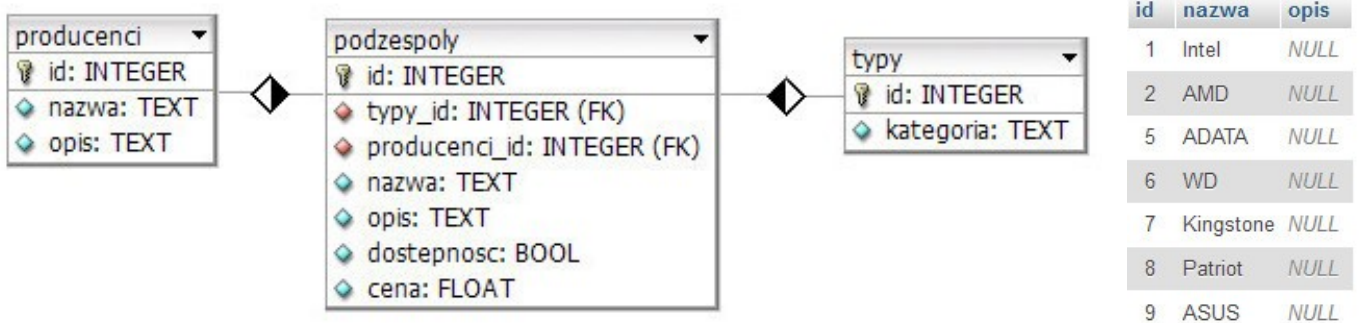 producenci
id: INTEGER
nazwa: TEXT
opis: TEXT
podzespoly
id: INTEGER
typy_id: INTEGER (FK)
producenci_id: INTEGER (FK)
nazwa: TEXT
opis: TEXT
dostepnosc: BOOL
cena: FLOAT
typy
id: INTEGER
kategoria: TEXT
id nazwa opis
1 Intel NULL
2 AMD NULL
5 ADATA NULL
6 WD NULL
7 Kingstone NULL
8 Patriot NULL
9 ASUS NULL